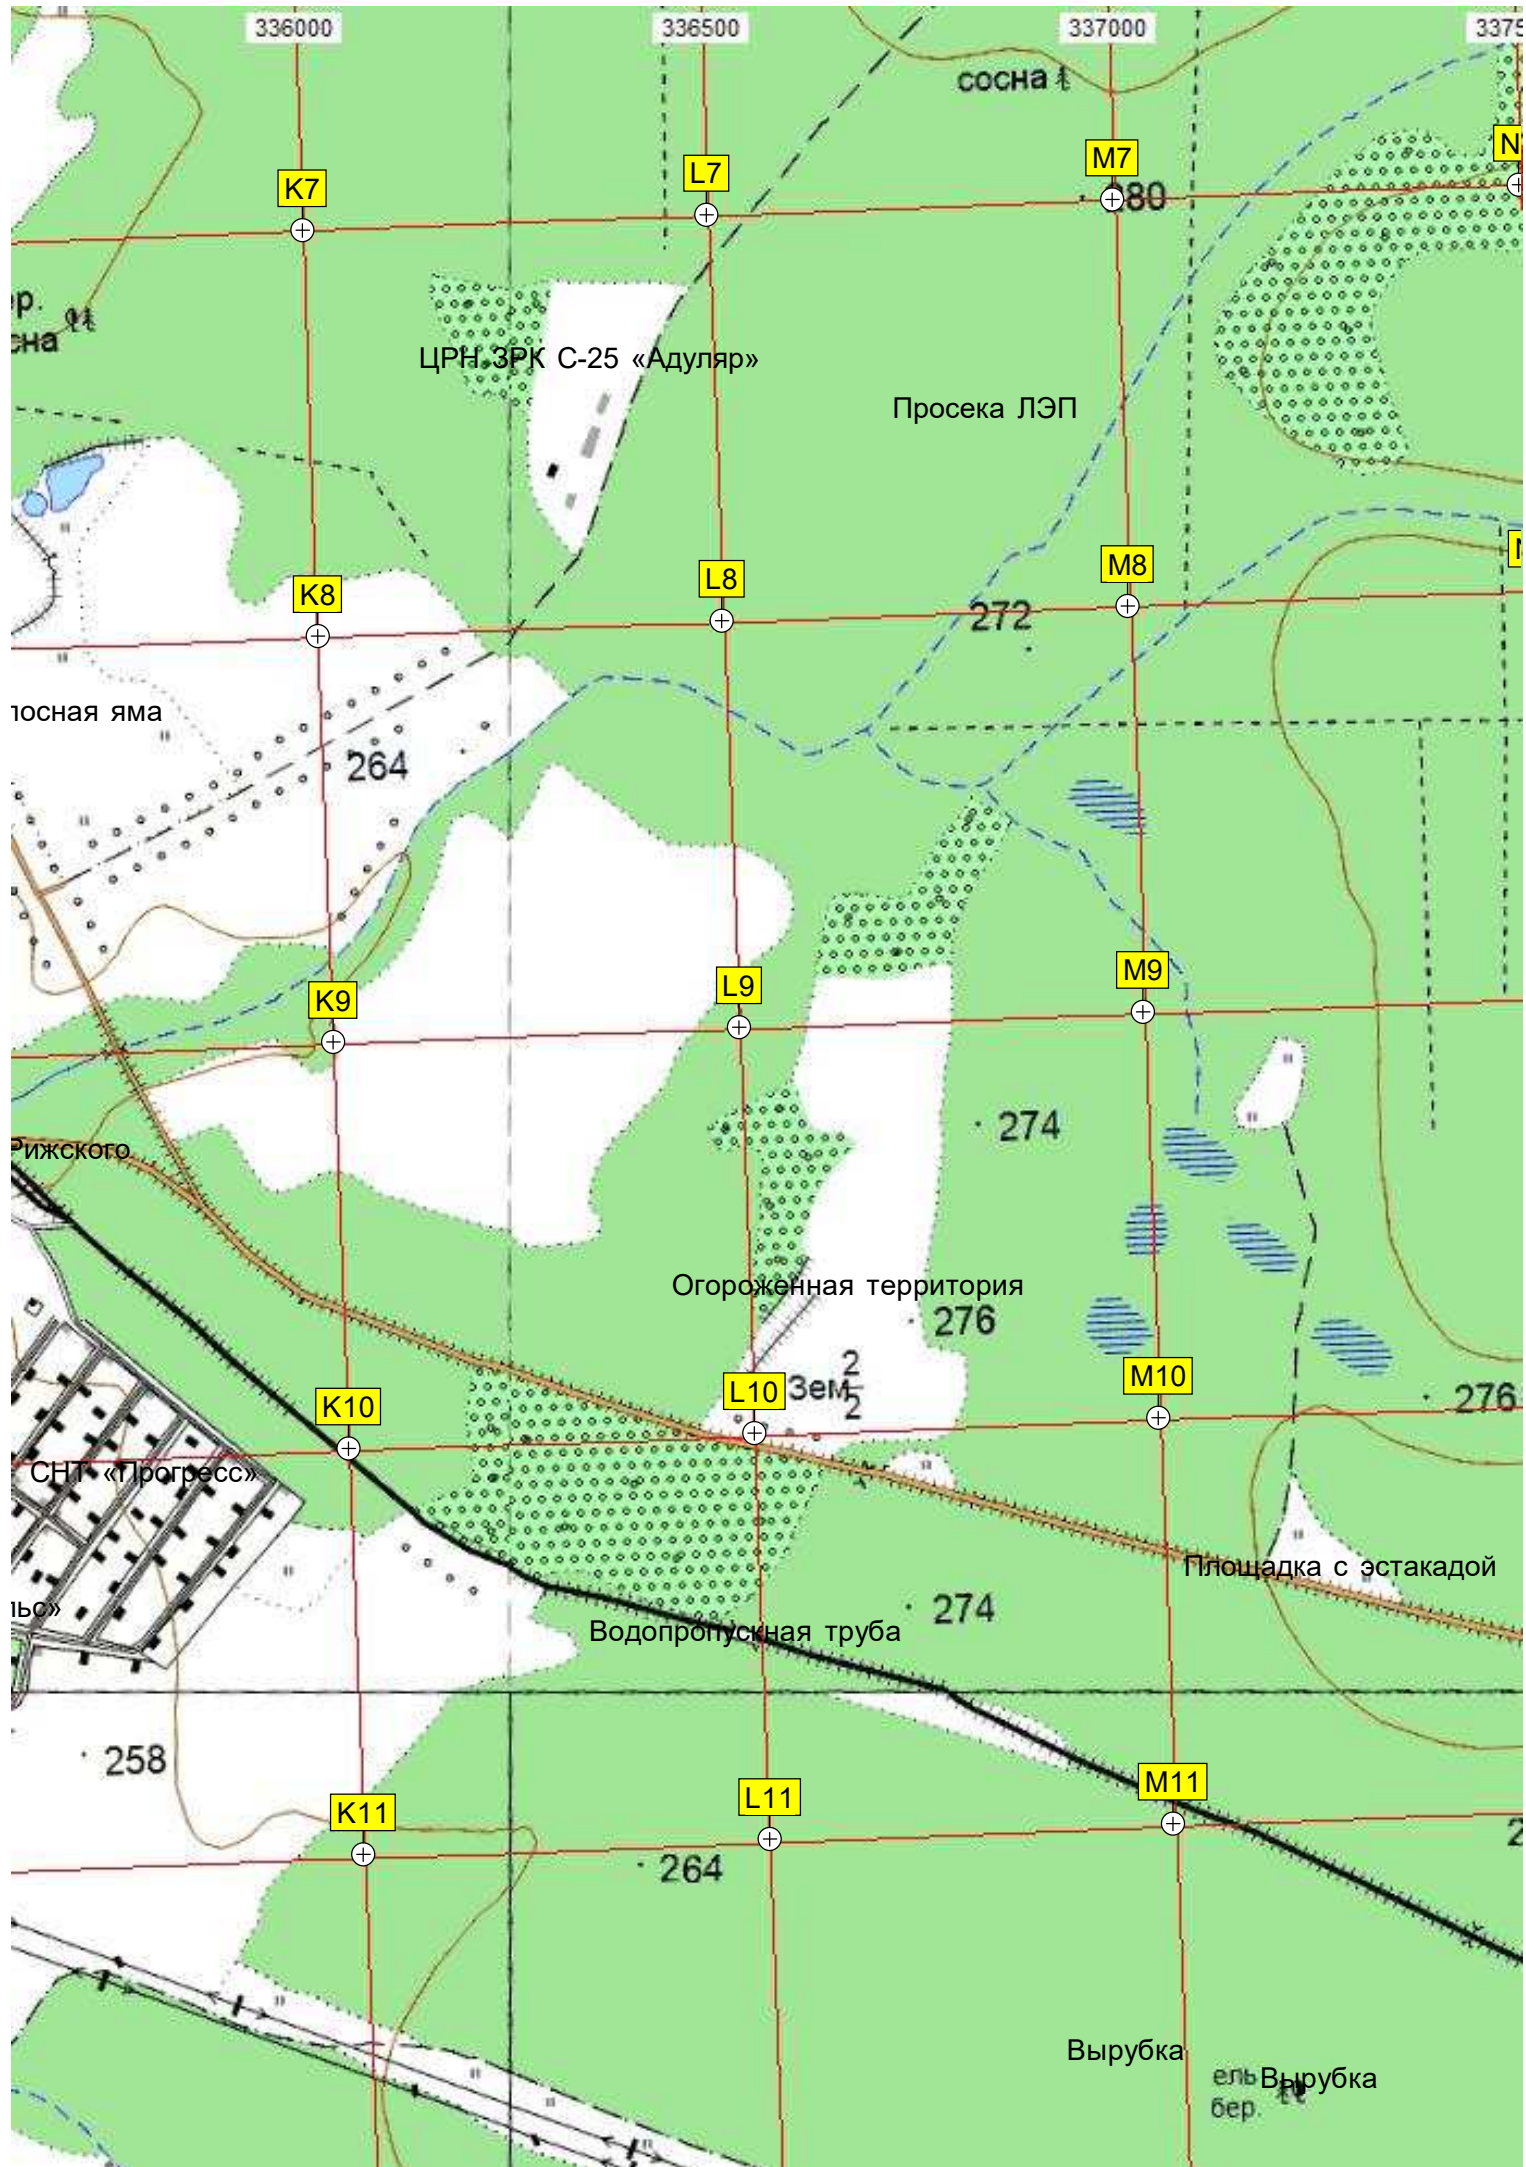 336000
336500
337000
сосна
K7
L7
M7
280
ЦРН ЗРК С-25 «Адуляр»
Просека ЛЭП
K8
L8
M8
272
яма
264
K9
L9
M9
274
Рижского
Огороженная территория
276
2
Зем.
2
K10
L10
M10
276
СНТ «Прогресс»
Площадка с эстакадой
274
Водопропускная труба
258
K11
L11
M11
264
Вырубка
ель
Вырубка
бер.